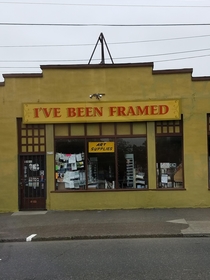 I'VE BEEN FRAMED
ART
SUPPLIES